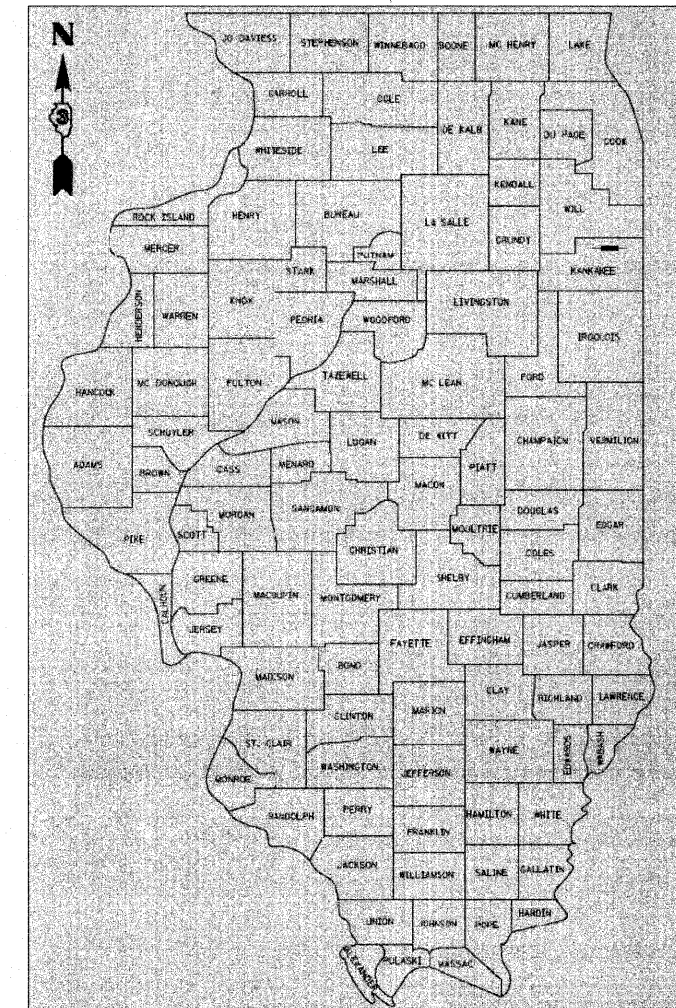 N
3
JO DAVIESS STEPHENSON WINNEBAGO BOONE MC HENRY LAKE
CARROLL OGLE DE KALB KANE DU PAGE COOK
WHITESIDE LEE
KENDALL WILL
ROCK ISLAND HENRY BUREAU LA SALLE GRUNDY
MERCER PUTNAM
STARK MARSHALL KANKAKEE
HENDERSON WARREN KNOX PEORIA WOODFORD LIVINGSTON IROQUOIS
HANCOCK MC DONOUGH FULTON TAZEWELL MC LEAN FORD
SCHUYLER MASON LOGAN DE WITT CHAMPAIGN VERMILION
ADAMS BROWN CASS MENARD PIATT
MACON
PIKE SCOTT MORGAN SANGAMON MOULTRIE DOUGLAS EDGAR
CHRISTIAN COLES
CALHOUN GREENE MACOUPIN MONTGOMERY SHELBY CUMBERLAND CLARK
JERSEY
MADISON BOND FAYETTE EFFINGHAM JASPER CRAWFORD
CLINTON MARION CLAY RICHLAND LAWRENCE
ST. CLAIR WAYNE EDWARDS WABASH
MONROE WASHINGTON JEFFERSON
RANDOLPH PERRY HAMILTON WHITE
FRANKLIN
JACKSON WILLIAMSON SALINE GALLATIN
UNION JOHNSON POPE HARDIN
ALEXANDER PULASKI MASSAC